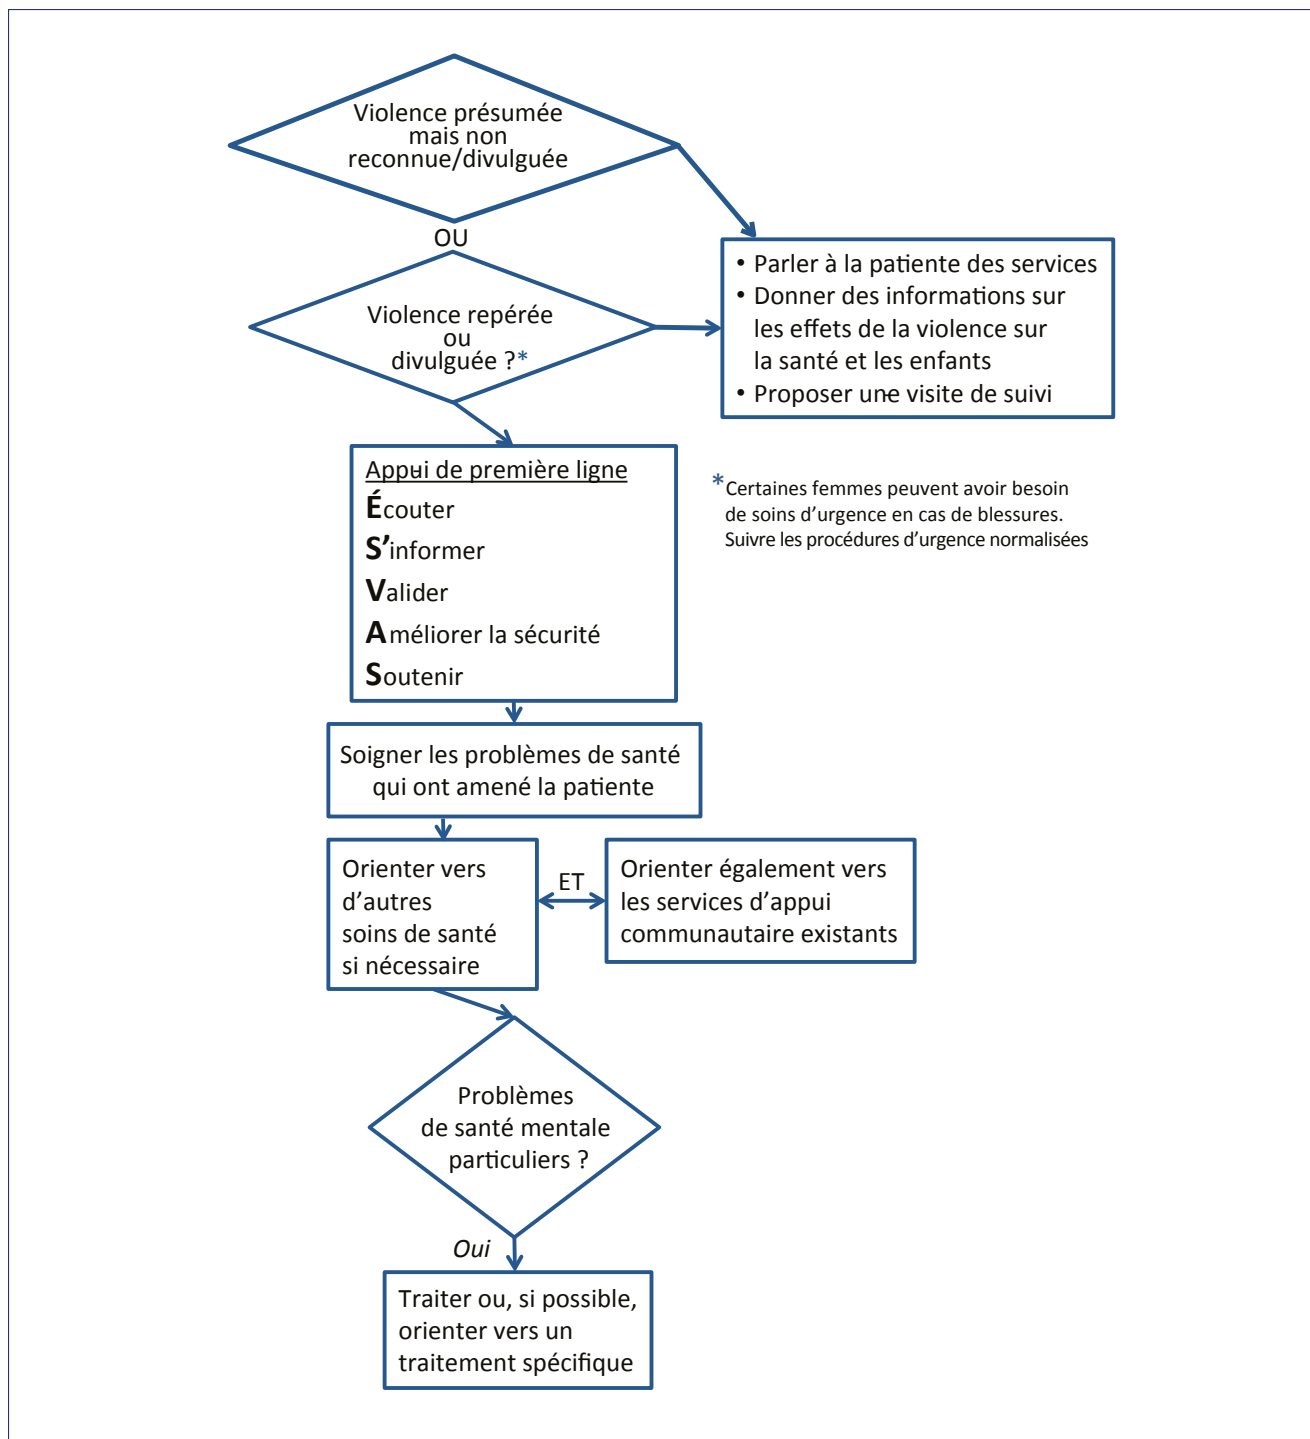 Violence présumée
mais non
reconnue/divulguée
OU
Violence repérée
ou
divulguée ?*
• Parler à la patiente des services
• Donner des informations sur
les effets de la violence sur
la santé et les enfants
• Proposer une visite de suivi
Appui de première ligne
Écouter
S’informer
Valider
Améliorer la sécurité
Soutenir
*Certaines femmes peuvent avoir besoin
de soins d’urgence en cas de blessures.
Suivre les procédures d’urgence normalisées
Soigner les problèmes de santé
qui ont amené la patiente
Orienter vers
d’autres
soins de santé
si nécessaire
ET
Orienter également vers
les services d’appui
communautaire existants
Problèmes
de santé mentale
particuliers ?
Oui
Traiter ou, si possible,
orienter vers un
traitement spécifique